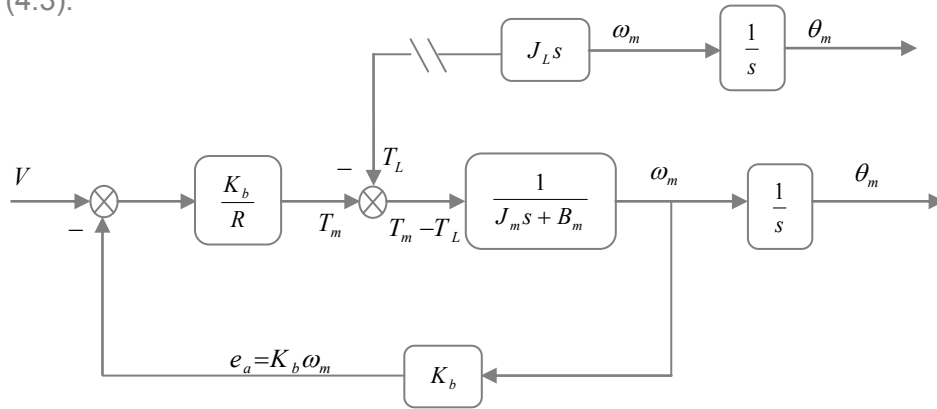 (4.3).
J_L s
ω_m
1/s
θ_m
V
−
K_b/R
T_m
−
T_L
T_m −T_L
1/(J_m s + B_m)
ω_m
1/s
θ_m
−
e_a=K_b ω_m
K_b